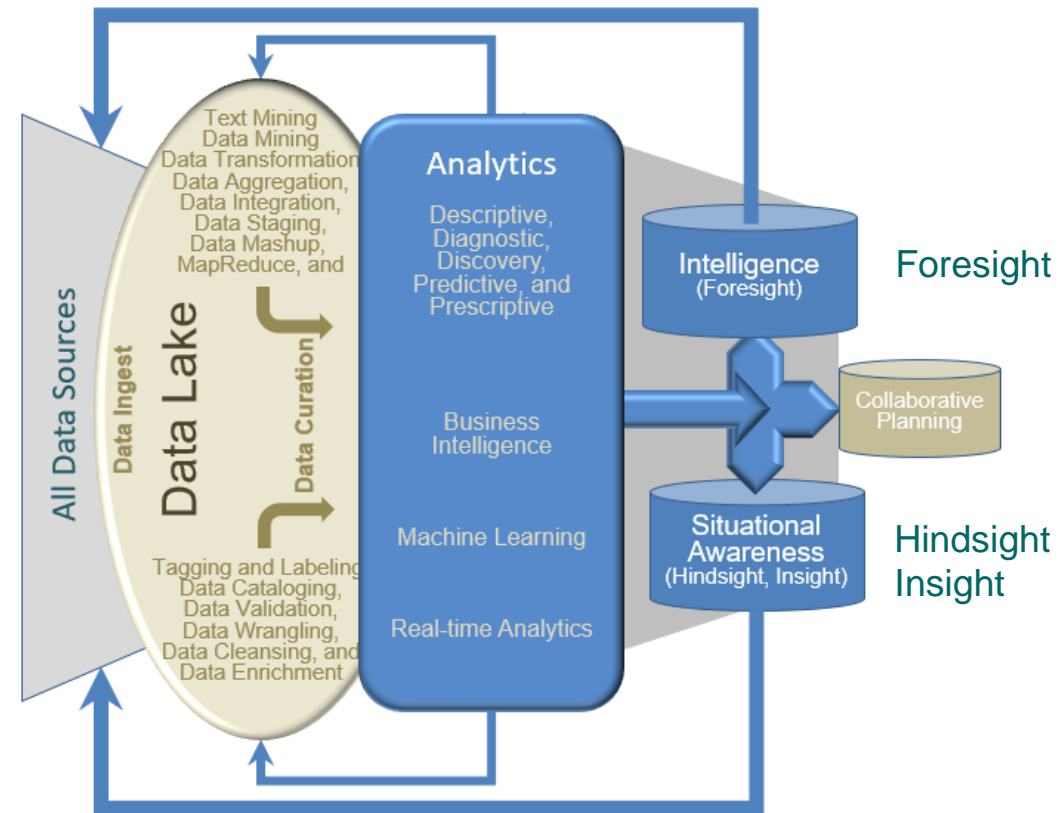 All Data Sources
Data Ingest
Data Lake
Text Mining
Data Mining
Data Transformation
Data Aggregation,
Data Integration,
Data Staging,
Data Mashup,
MapReduce, and
Data Curation
Tagging and Labeling
Data Cataloging,
Data Validation,
Data Wrangling,
Data Cleansing, and
Data Enrichment
Analytics
Descriptive,
Diagnostic,
Discovery,
Predictive, and
Prescriptive
Business
Intelligence
Machine Learning
Real-time Analytics
Intelligence
(Foresight)
Foresight
Collaborative
Planning
Situational
Awareness
(Hindsight, Insight)
Hindsight
Insight